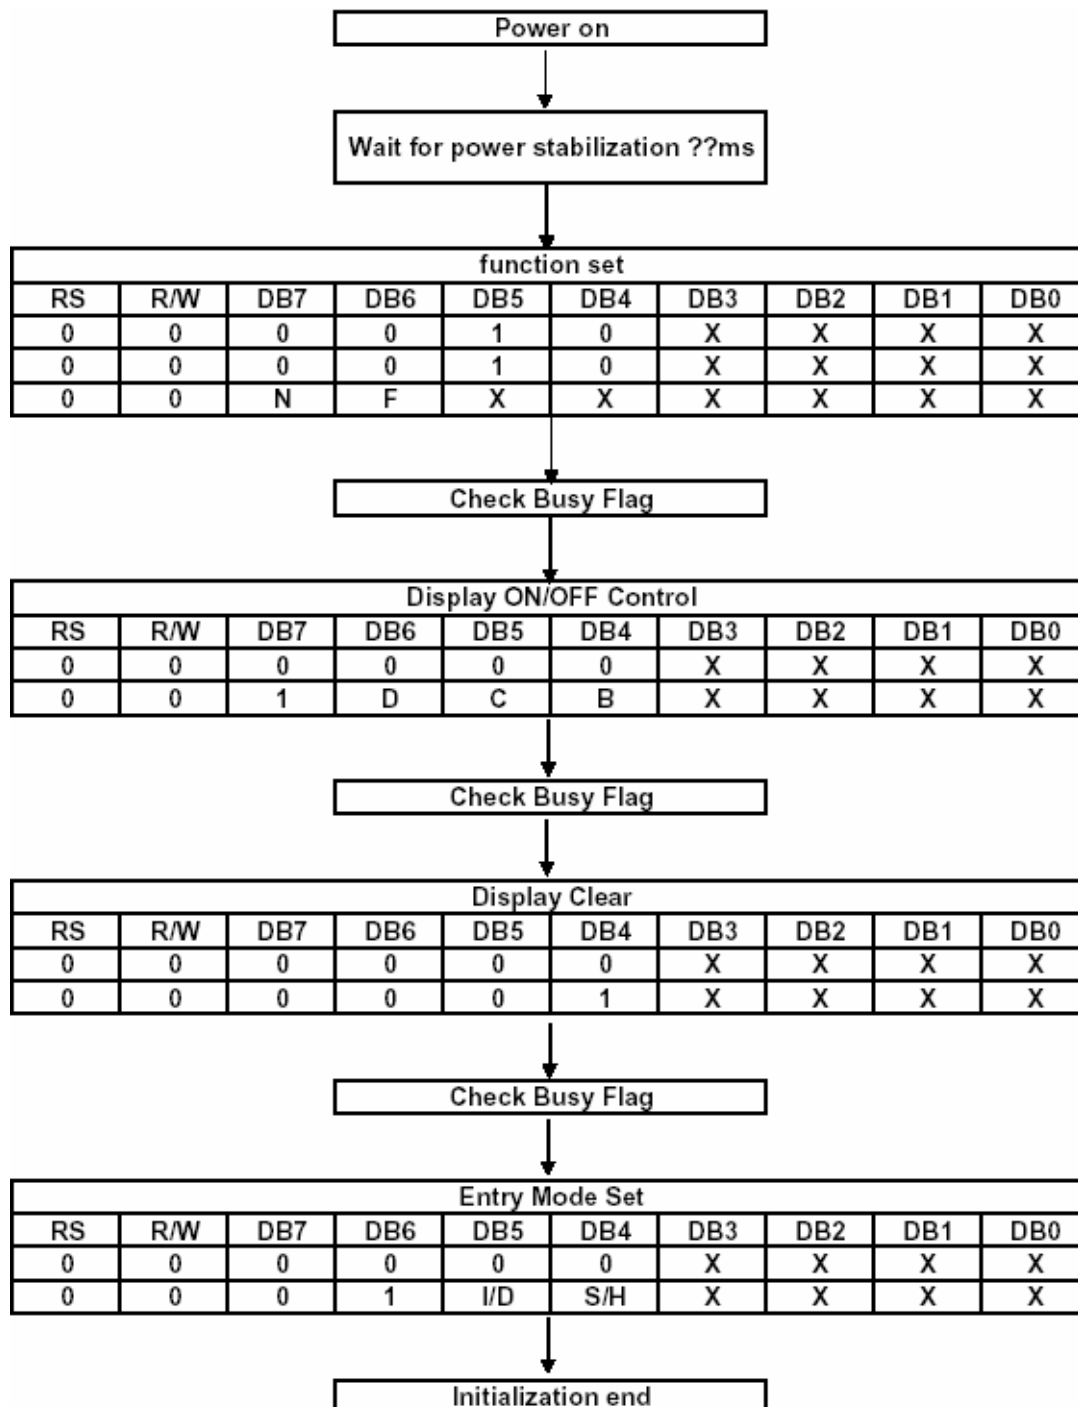 Power on
Wait for power stabilization ??ms
function set
RS R/W DB7 DB6 DB5 DB4 DB3 DB2 DB1 DB0
0 0 0 0 1 0 X X X X
0 0 0 0 1 0 X X X X
0 0 N F X X X X X X
Check Busy Flag
Display ON/OFF Control
RS R/W DB7 DB6 DB5 DB4 DB3 DB2 DB1 DB0
0 0 0 0 0 0 X X X X
0 0 1 D C B X X X X
Check Busy Flag
Display Clear
RS R/W DB7 DB6 DB5 DB4 DB3 DB2 DB1 DB0
0 0 0 0 0 0 X X X X
0 0 0 0 0 1 X X X X
Check Busy Flag
Entry Mode Set
RS R/W DB7 DB6 DB5 DB4 DB3 DB2 DB1 DB0
0 0 0 0 0 0 X X X X
0 0 0 1 I/D S/H X X X X
Initialization end